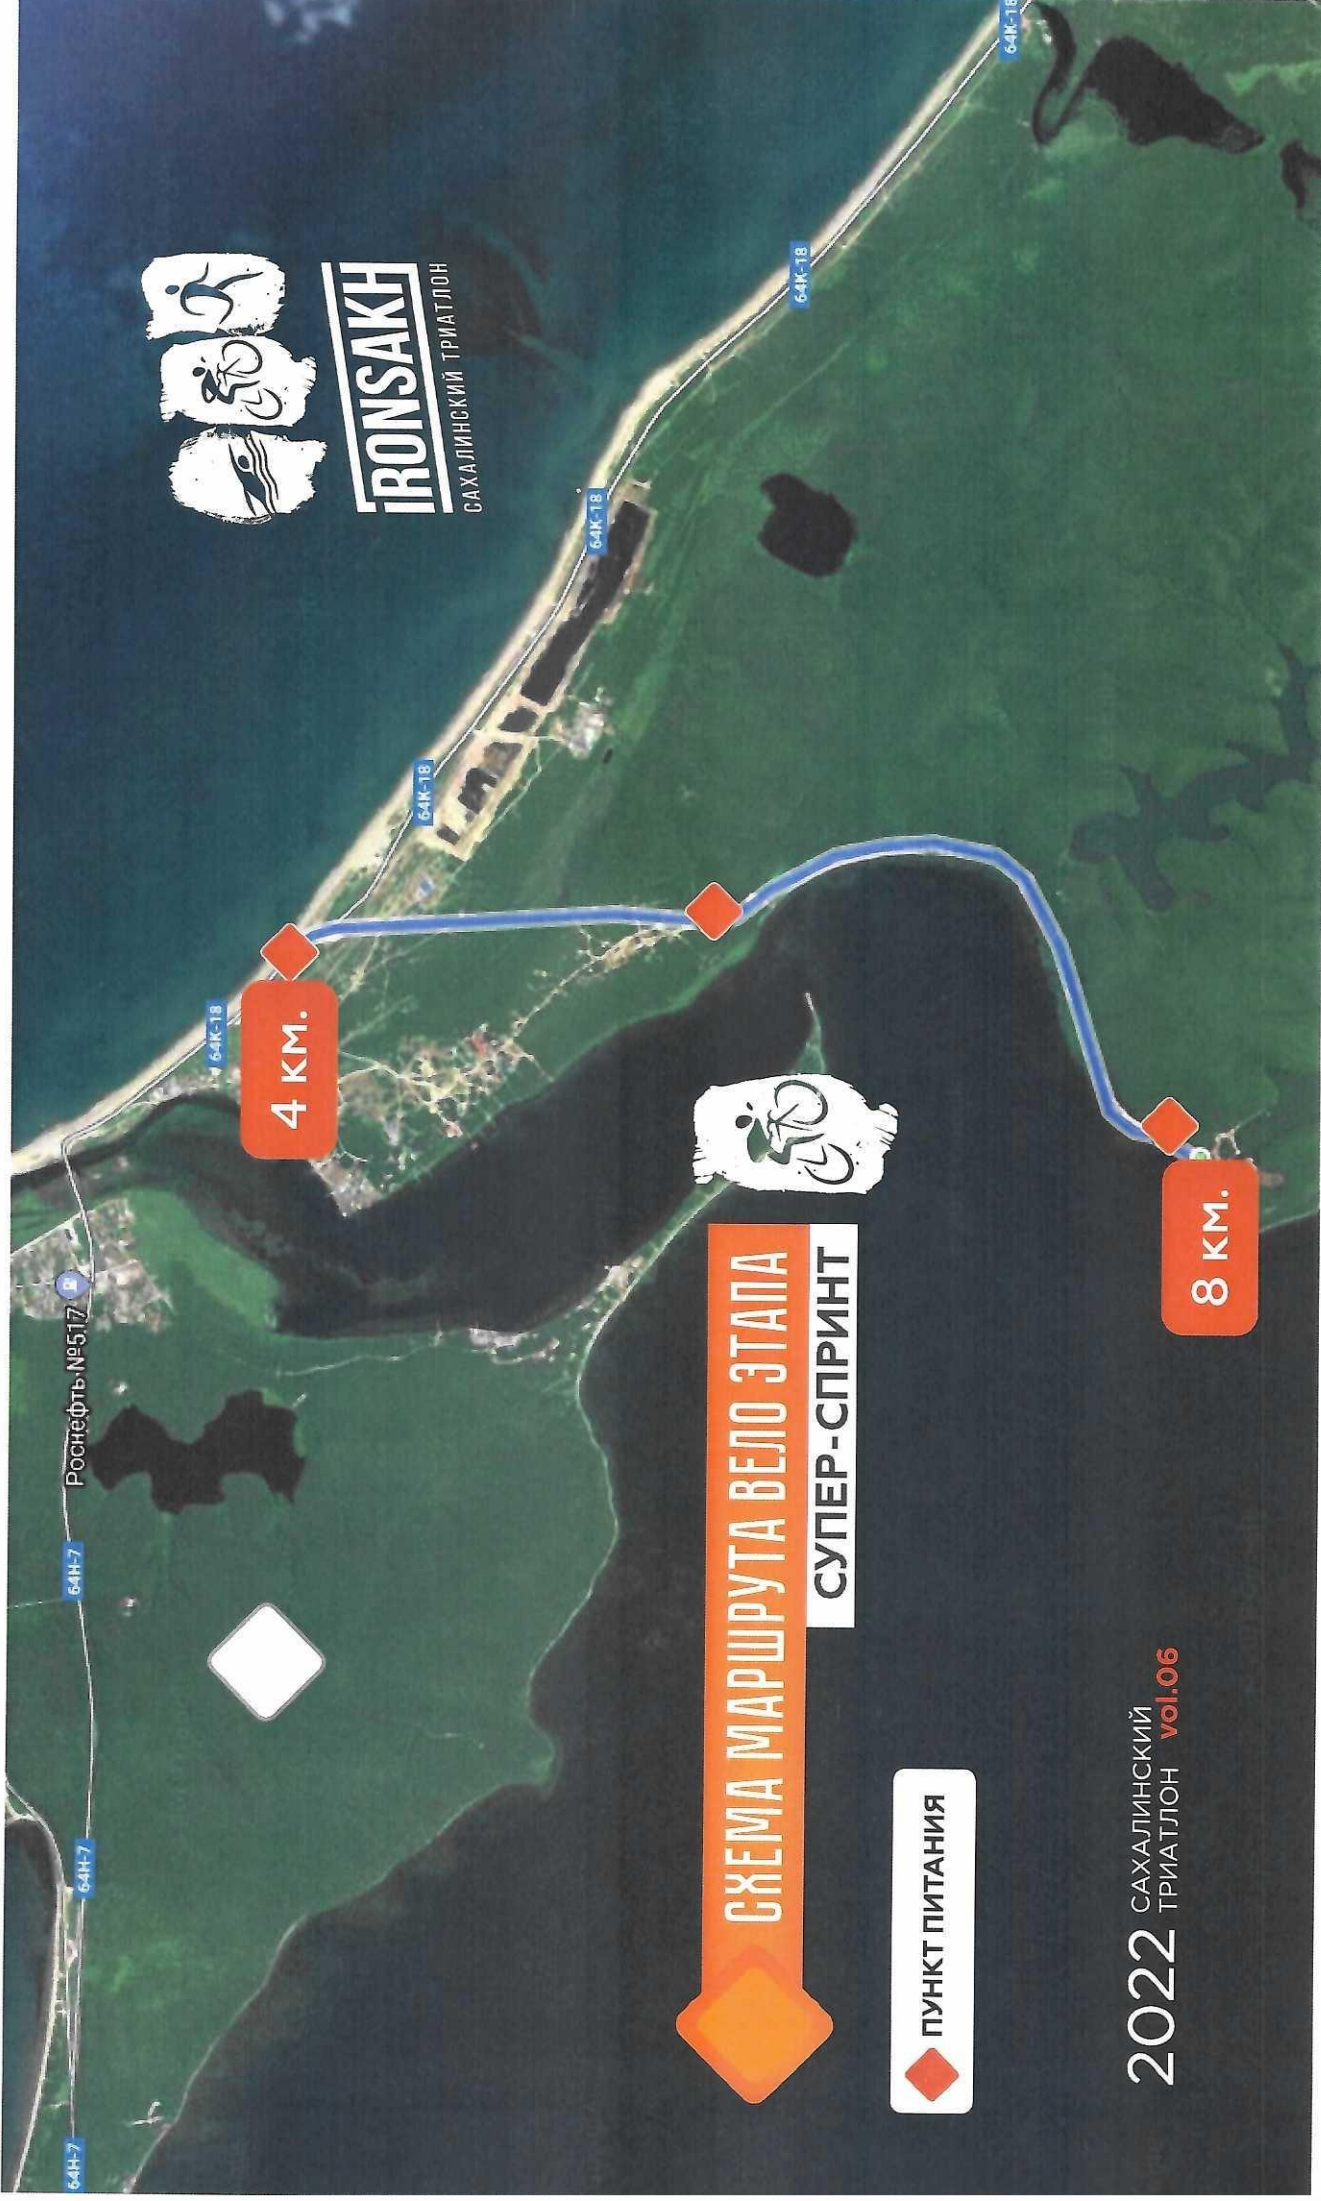 IRONSAKH
САХАЛИНСКИЙ ТРИАТЛОН
64К-18
64К-18
64К-18
64К-18
64К-18
4 КМ.
Роснефть №517
64Н-7
64Н-7
64Н-7
8 КМ.
СХЕМА МАРШРУТА ВЕЛО ЭТАПА
СУПЕР-СПРИНТ
ПУНКТ ПИТАНИЯ
2022 САХАЛИНСКИЙ
ТРИАТЛОН vol.06